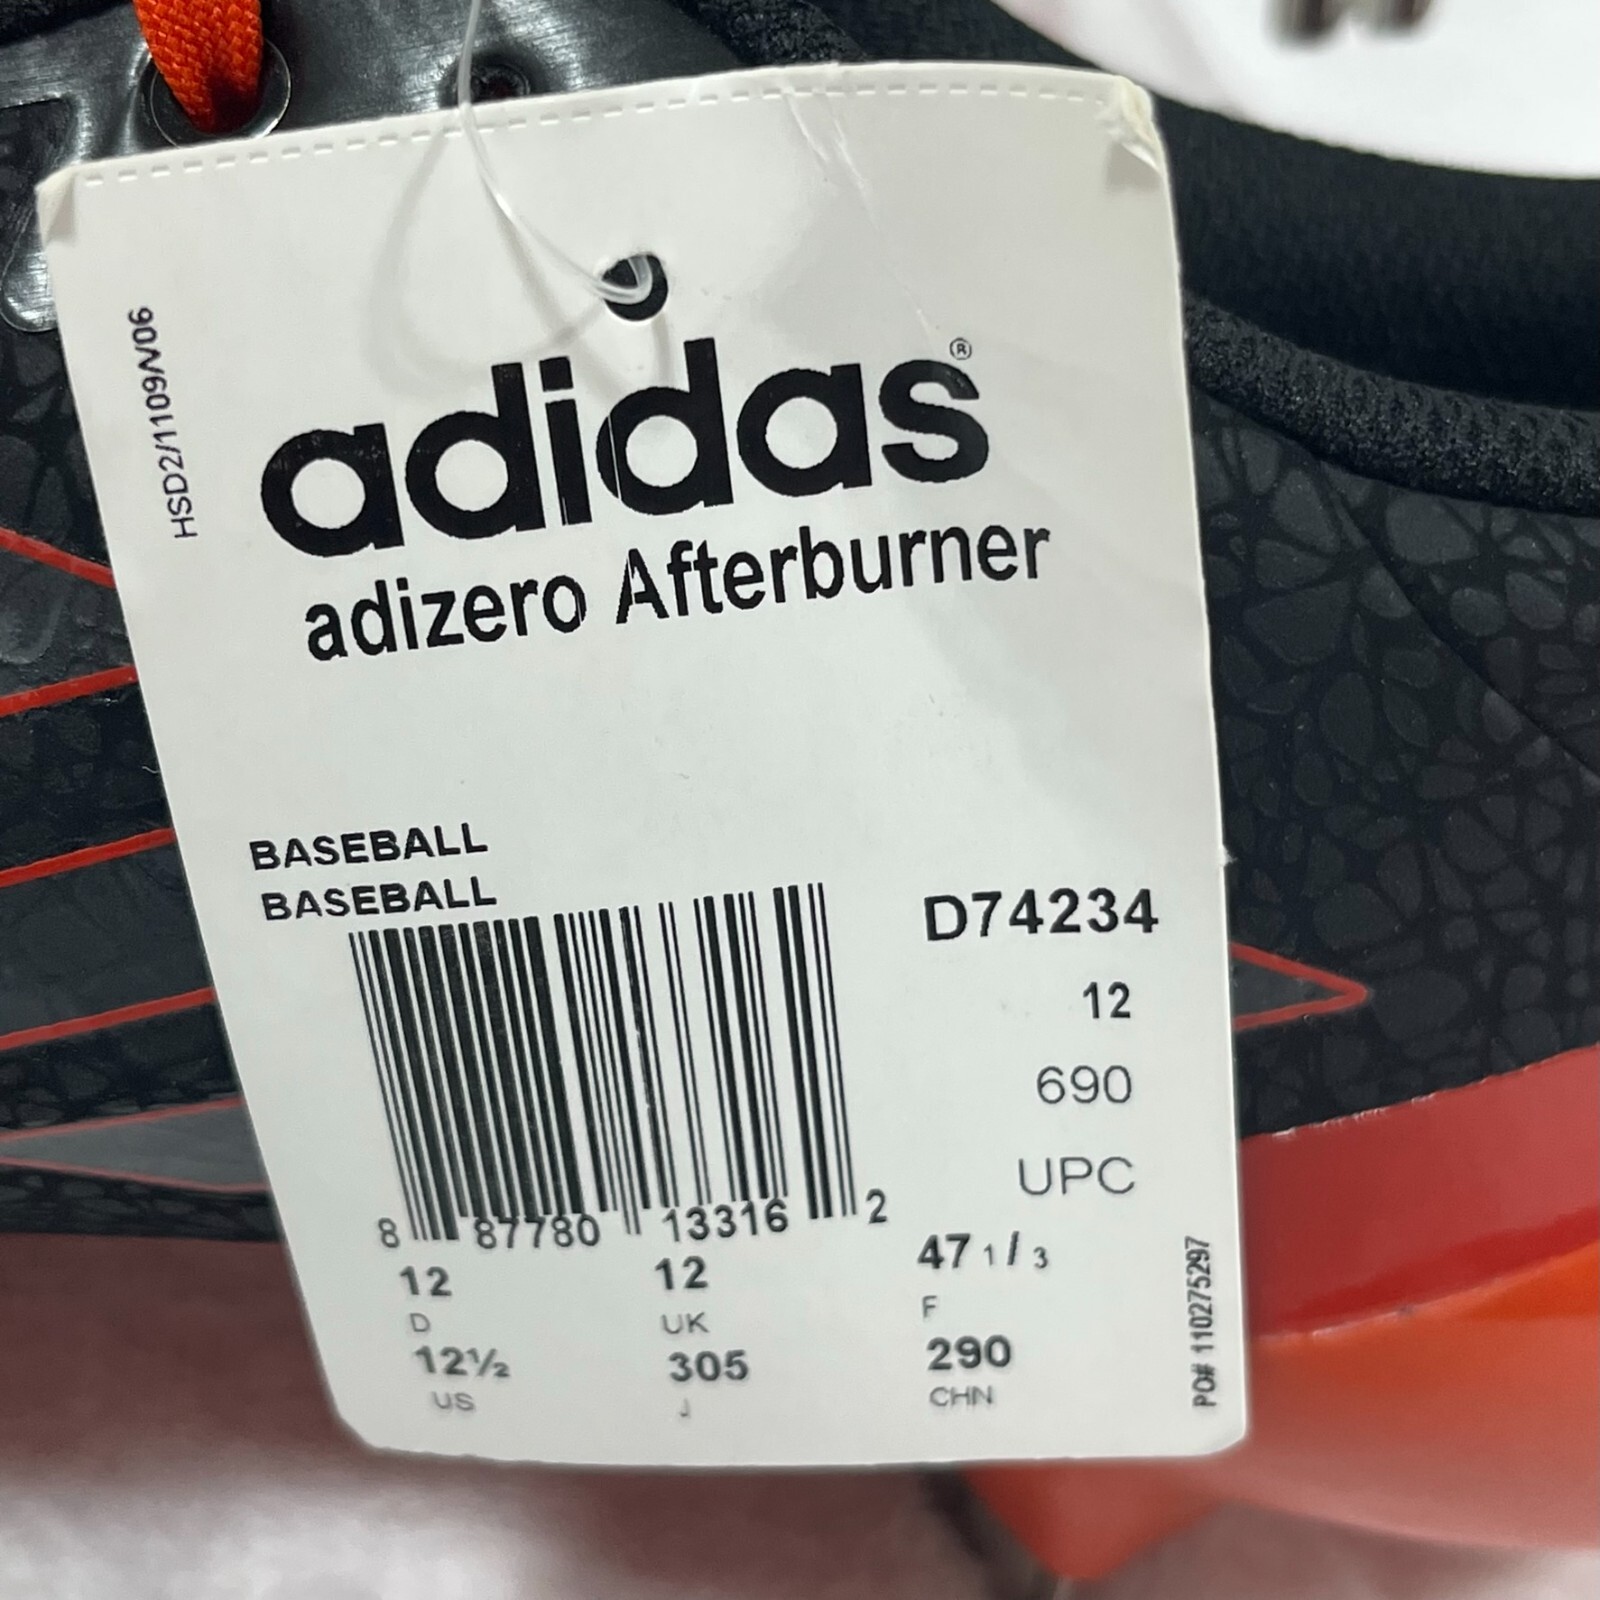 HSD2/1109/V06
adidas®
adizero Afterburner
BASEBALL
BASEBALL
D74234
12
690
UPC
8 87780 13316 2
12 12 47 1/3
D UK F
12½ 305 290
US J CHN
PO# 110275297